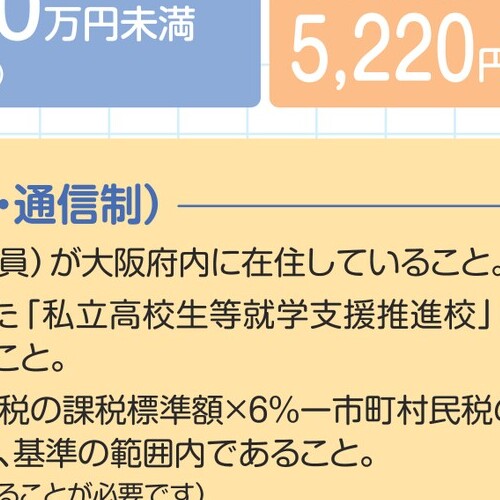 0万円未満
)
5,220円
・通信制)
員)が大阪府内に在住していること。
た「私立高校生等就学支援推進校」
こと。
税の課税標準額×6%ー市町村民税の
、基準の範囲内であること。
ることが必要です)